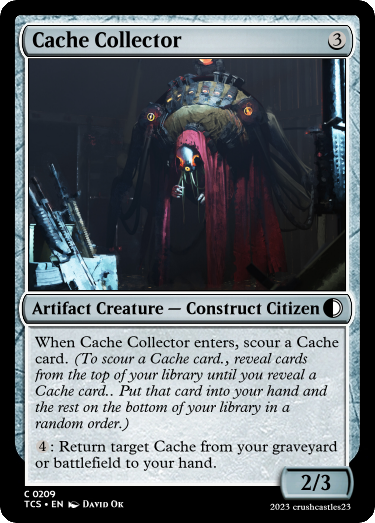 Cache Collector 3
Artifact Creature — Construct Citizen
When Cache Collector enters, scour a Cache
card. (To scour a Cache card., reveal cards
from the top of your library until you reveal a
Cache card.. Put that card into your hand and
the rest on the bottom of your library in a
random order.)
4 : Return target Cache from your graveyard
or battlefield to your hand.
2/3
C 0209
TCS • EN David Ok
2023 crushcastles23